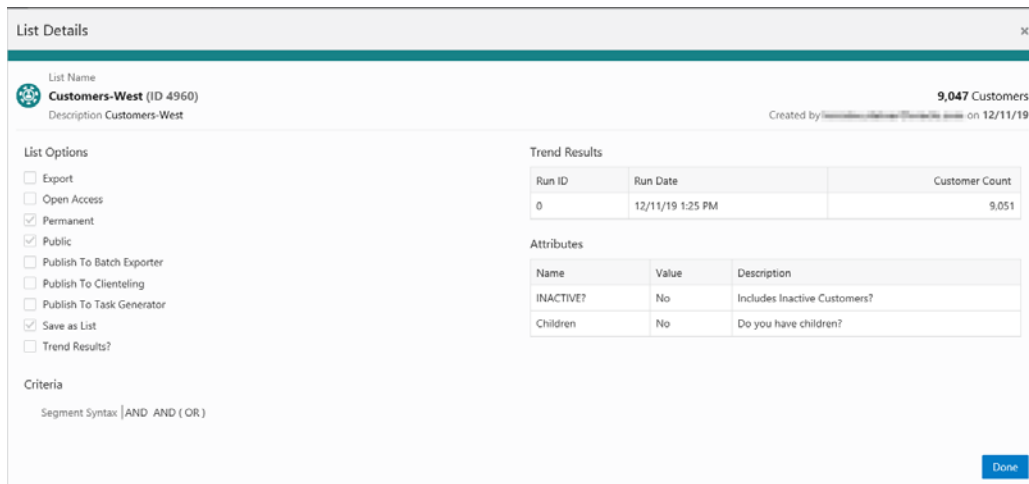 List Details
List Name
Customers-West (ID 4960)
Description Customers-West
9,047 Customers
Created by on 12/11/19
List Options
Export
Open Access
Permanent
Public
Publish To Batch Exporter
Publish To Clienteling
Publish To Task Generator
Save as List
Trend Results?
Criteria
Segment Syntax AND AND ( OR )
Trend Results
Run ID Run Date Customer Count
0 12/11/19 1:25 PM 9,051
Attributes
Name Value Description
INACTIVE? No Includes Inactive Customers?
Children No Do you have children?
Done